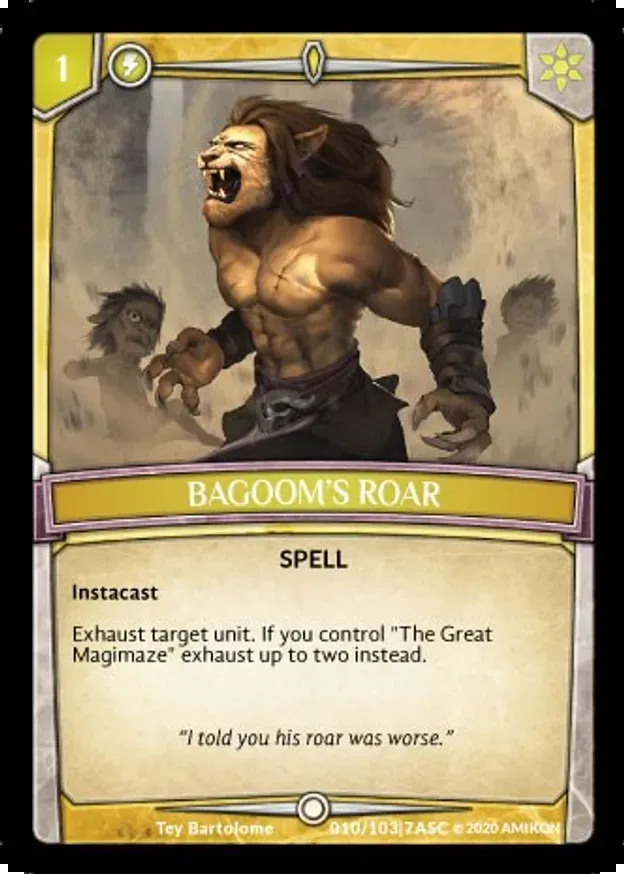 1
BAGOOM'S ROAR
SPELL
Instacast
Exhaust target unit. If you control "The Great
Magimaze" exhaust up to two instead.
“I told you his roar was worse.”
Tey Bartolome 010/103|7ASC © 2020 AMIKON